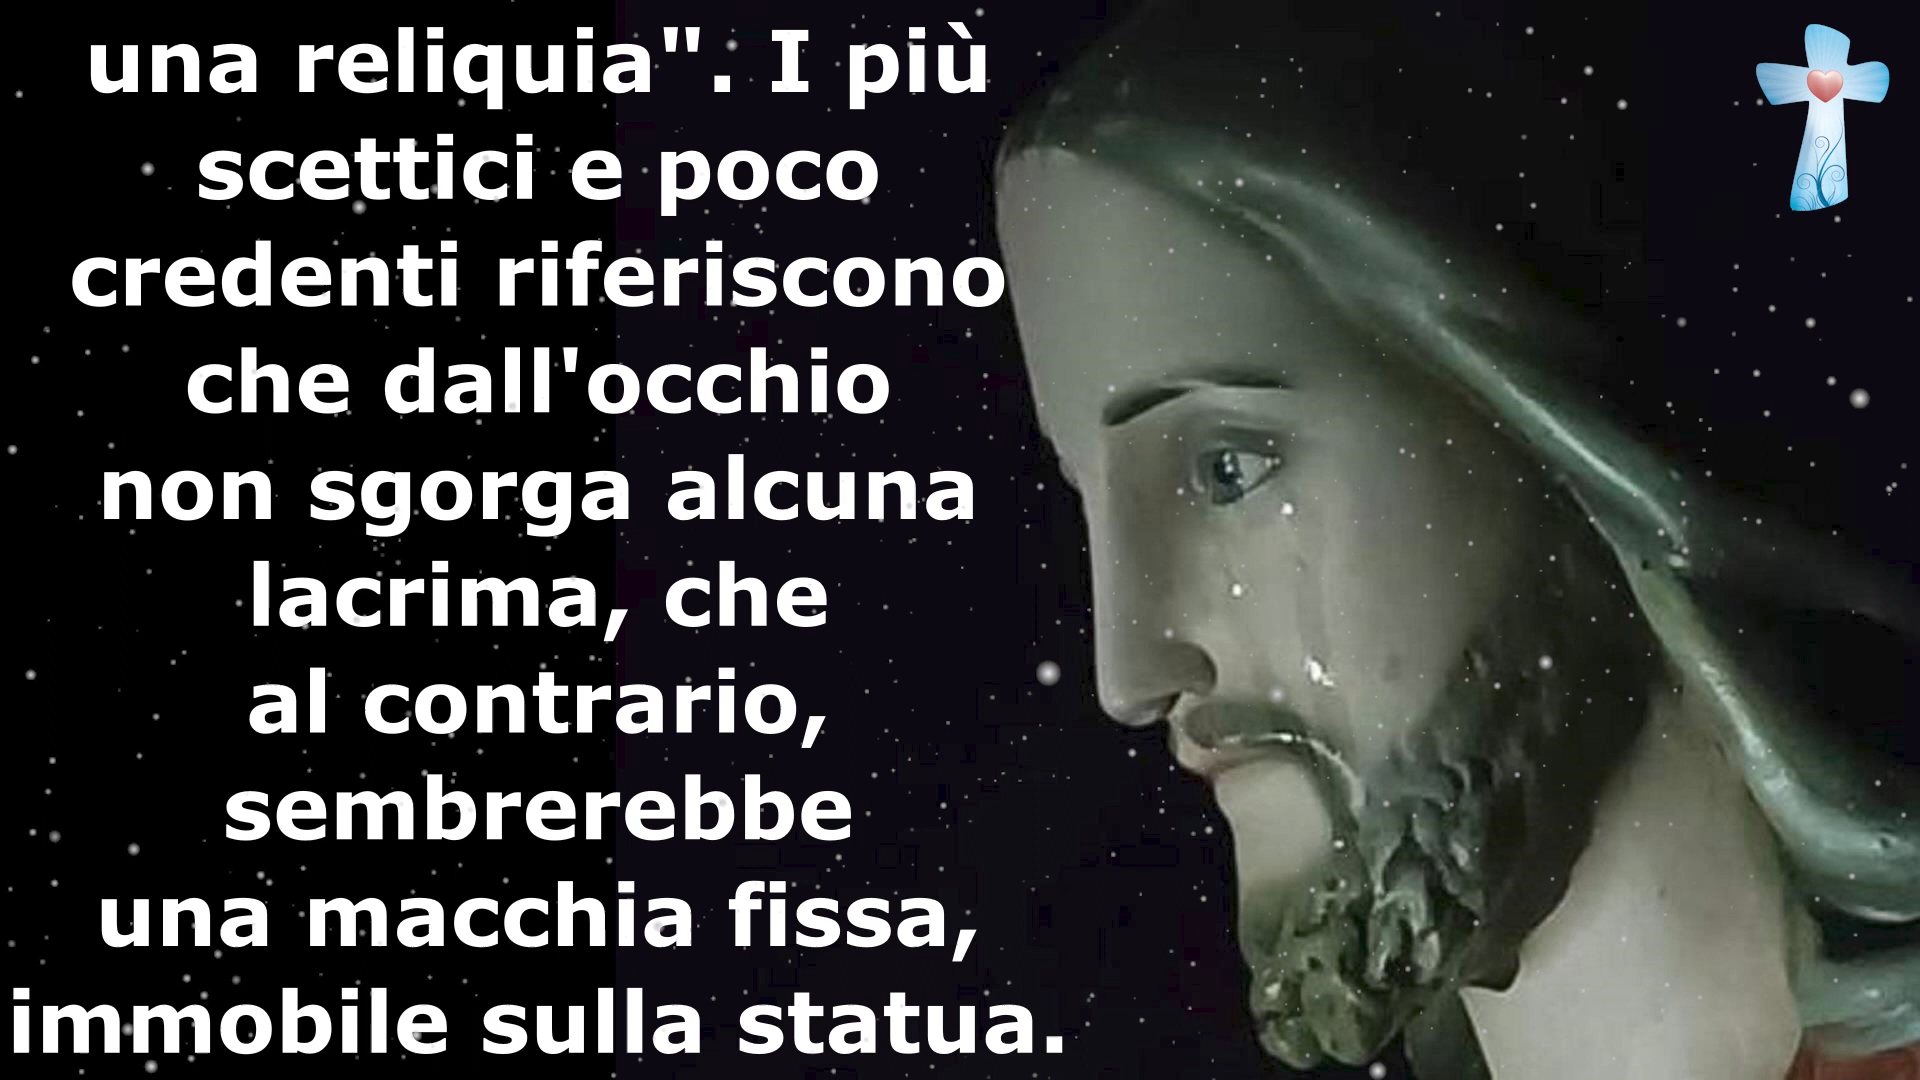 una reliquia". I più
scettici e poco
credenti riferiscono
che dall'occhio
non sgorga alcuna
lacrima, che
al contrario,
sembrerebbe
una macchia fissa,
immobile sulla statua.